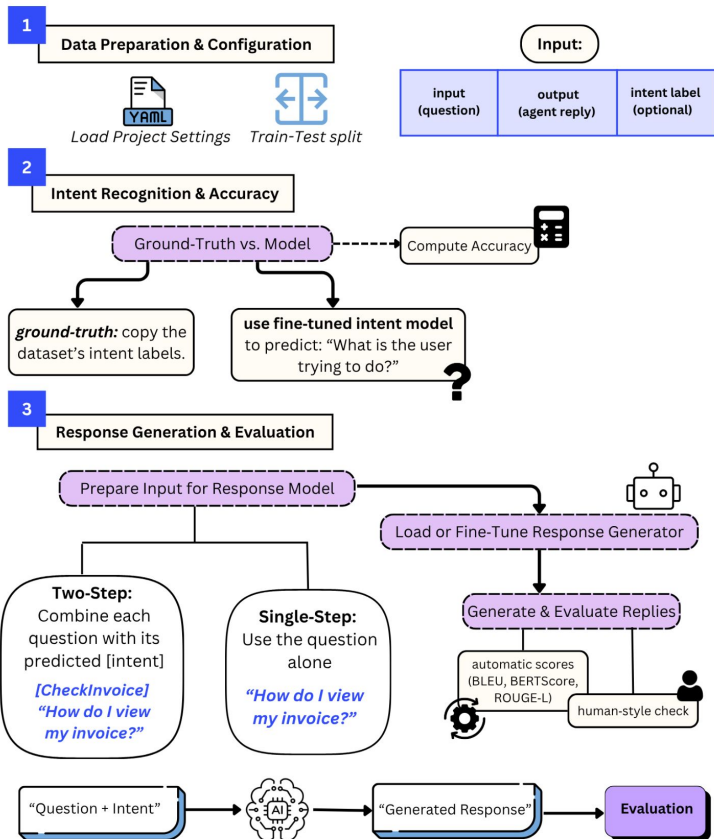 1
Data Preparation & Configuration
Input:
YAML
Load Project Settings
Train-Test split
input
(question)
output
(agent reply)
intent label
(optional)
2
Intent Recognition & Accuracy
Ground-Truth vs. Model
Compute Accuracy
ground-truth: copy the
dataset's intent labels.
use fine-tuned intent model
to predict: “What is the user
trying to do?”
?
3
Response Generation & Evaluation
Prepare Input for Response Model
Load or Fine-Tune Response Generator
Two-Step:
Combine each
question with its
predicted [intent]
[CheckInvoice]
“How do I view
my invoice?”
Single-Step:
Use the question
alone
“How do I view
my invoice?”
Generate & Evaluate Replies
automatic scores
(BLEU, BERTScore,
ROUGE-L)
human-style check
“Question + Intent”
AI
“Generated Response”
Evaluation